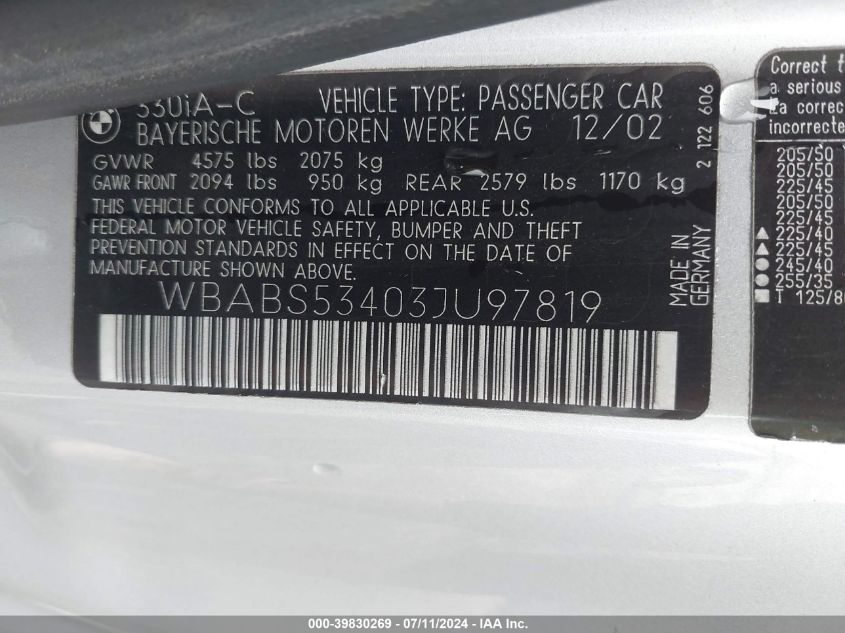 330iA-C VEHICLE TYPE: PASSENGER CAR
BAYERISCHE MOTOREN WERKE AG 12/02
GVWR 4575 lbs 2075 kg
GAWR FRONT 2094 lbs 950 kg REAR 2579 lbs 1170 kg
THIS VEHICLE CONFORMS TO ALL APPLICABLE U.S.
FEDERAL MOTOR VEHICLE SAFETY, BUMPER AND THEFT
PREVENTION STANDARDS IN EFFECT ON THE DATE OF
MANUFACTURE SHOWN ABOVE.
WBABS53403JU97819
MADE IN
GERMANY
2 122 606
Correct t
a serious
a correc
incorrecte
205/50
205/50
225/45
205/50
225/45
225/40
225/45
245/40
255/35
T 125/8
000-39830269 - 07/11/2024 - IAA Inc.